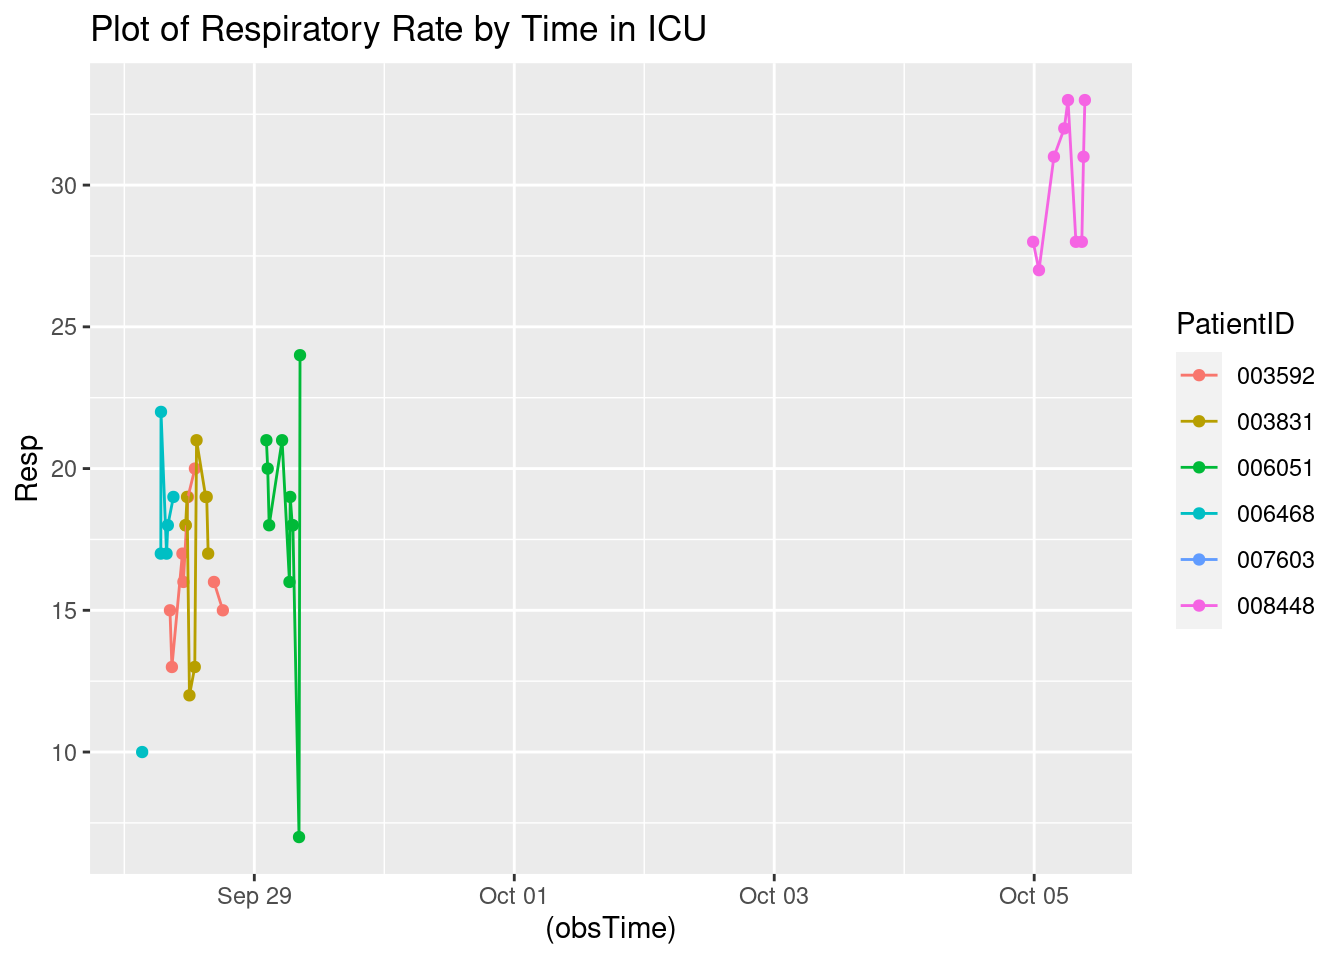 Plot of Respiratory Rate by Time in ICU
Resp
30
25
20
15
10
Sep 29
Oct 01
Oct 03
Oct 05
(obsTime)
PatientID
003592
003831
006051
006468
007603
008448